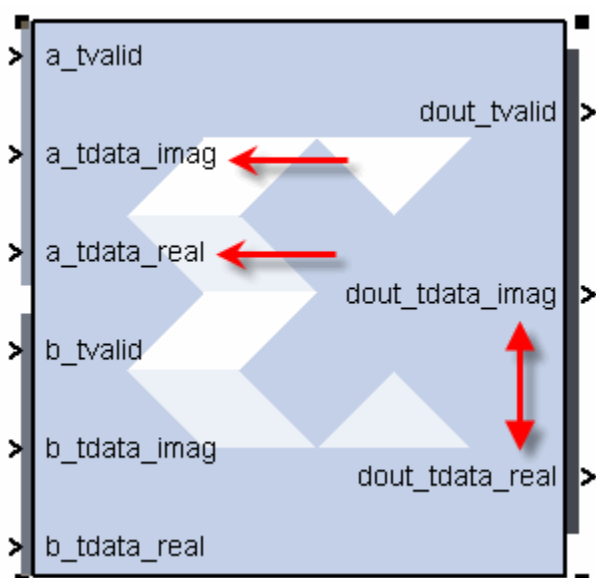 a_tvalid
dout_tvalid
a_tdata_imag
a_tdata_real
dout_tdata_imag
b_tvalid
b_tdata_imag
dout_tdata_real
b_tdata_real